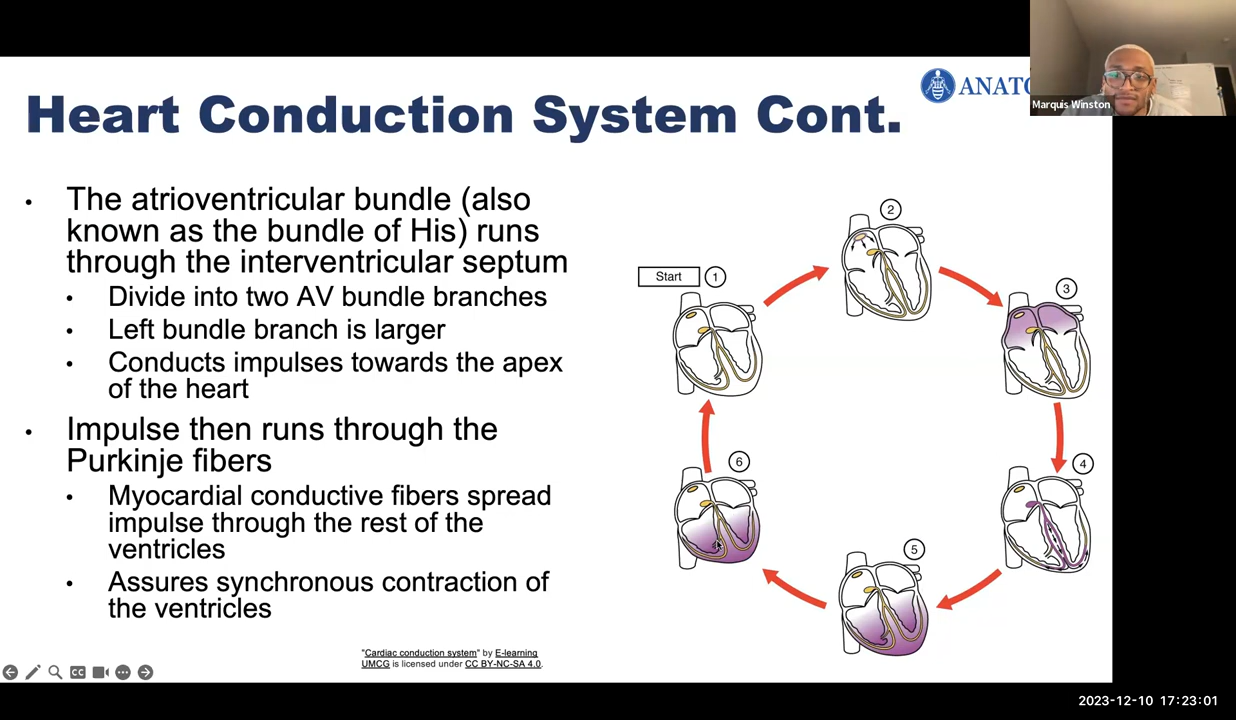 Heart Conduction System Cont.
ANATO
Marquis Winston
• The atrioventricular bundle (also
known as the bundle of His) runs
through the interventricular septum
• Divide into two AV bundle branches
• Left bundle branch is larger
• Conducts impulses towards the apex
of the heart
• Impulse then runs through the
Purkinje fibers
• Myocardial conductive fibers spread
impulse through the rest of the
ventricles
• Assures synchronous contraction of
the ventricles
Start 1
2
3
4
5
6
"Cardiac conduction system" by E-learning
UMCG is licensed under CC BY-NC-SA 4.0.
CC
2023-12-10 17:23:01